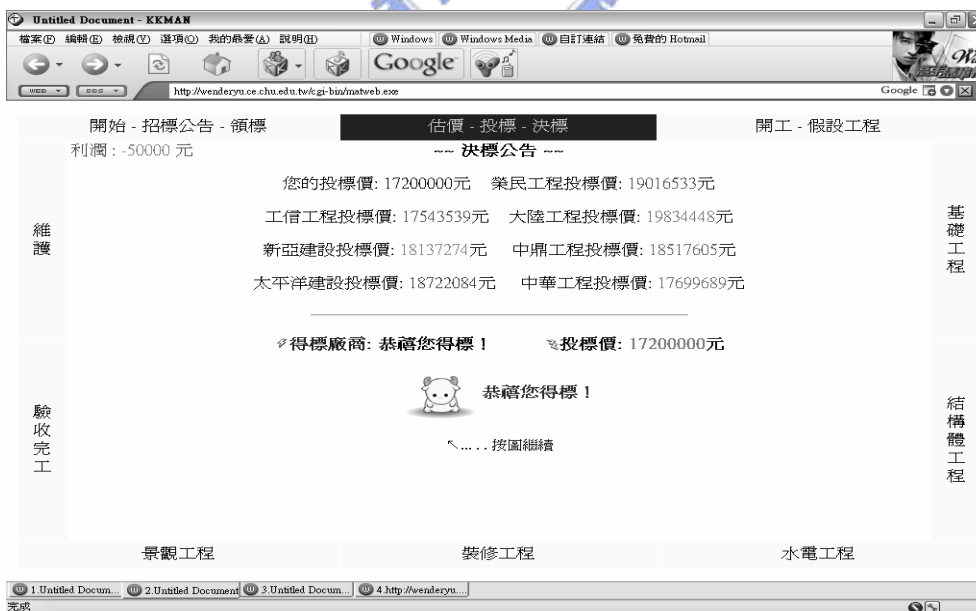 Untitled Document - KKMAN
檔案(F) 編輯(E) 檢視(V) 選項(O) 我的最愛(A) 說明(H) Windows Windows Media 自訂連結 免費的 Hotmail
Google
WEB BBS http://wenderyu.ce.chu.edu.tw/cgi-bin/matweb.exe Google
開始 - 招標公告 - 領標 估價 - 投標 - 決標 開工 - 假設工程
利潤 : -50000 元 ~~ 決標公告 ~~
您的投標價: 17200000元 榮民工程投標價: 19016533元
工信工程投標價: 17543539元 大陸工程投標價: 19834448元
新亞建設投標價: 18137274元 中鼎工程投標價: 18517605元
太平洋建設投標價: 18722084元 中華工程投標價: 17699689元
維護
基礎工程
得標廠商: 恭禧您得標！ 投標價: 17200000元
恭禧您得標！
↖..... 按圖繼續
驗收完工
結構體工程
景觀工程 裝修工程 水電工程
1.Untitled Docum... 2.Untitled Document 3.Untitled Docum... 4.http://wenderyu....
完成